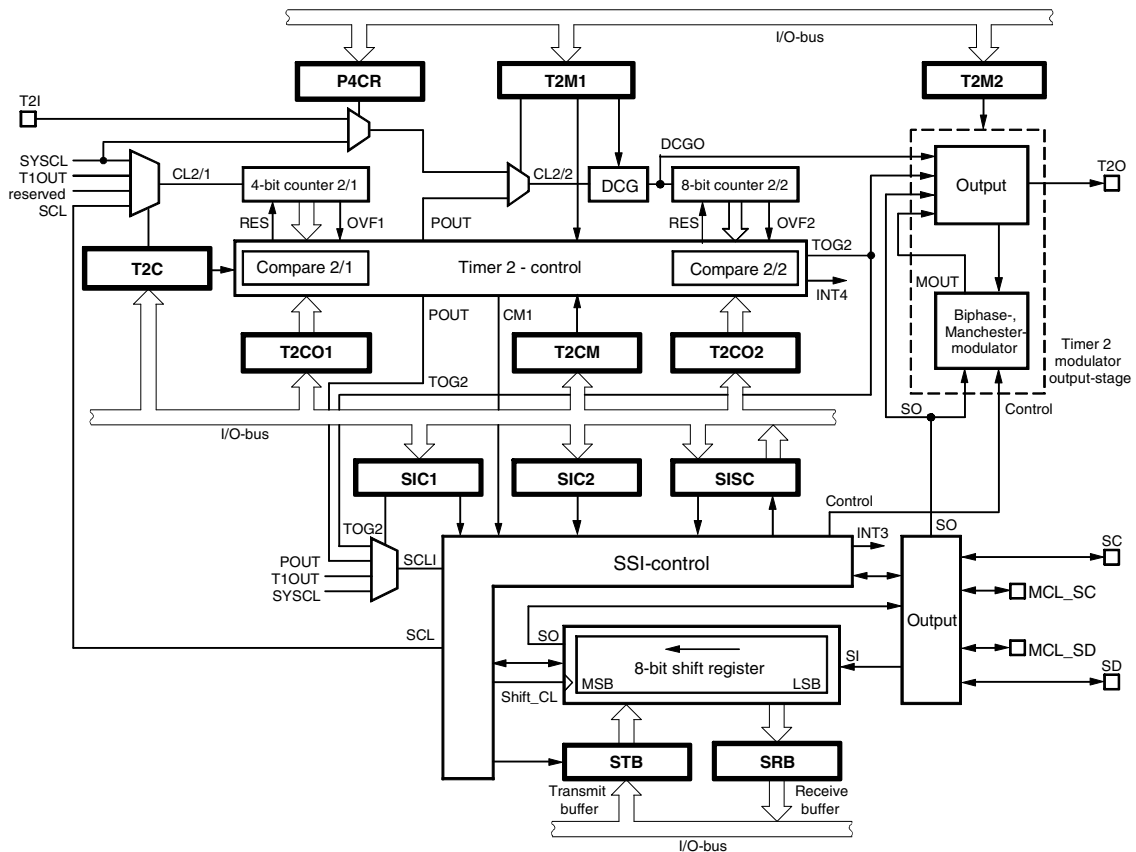 I/O-bus
P4CR
T2M1
T2M2
T2I
DCGO
SYSCL
T1OUT
reserved
SCL
CL2/1
4-bit counter 2/1
CL2/2
DCG
8-bit counter 2/2
Output
T2O
RES
OVF1
POUT
RES
OVF2
TOG2
T2C
Compare 2/1
Timer 2 - control
Compare 2/2
INT4
MOUT
POUT
CM1
Biphase-,
Manchester-
modulator
Timer 2
modulator
output-stage
T2CO1
T2CM
T2CO2
TOG2
SO
Control
I/O-bus
SIC1
SIC2
SISC
Control
TOG2
SO
INT3
SC
POUT
T1OUT
SYSCL
SCLI
SSI-control
MCL_SC
Output
SCL
SO
MCL_SD
8-bit shift register
SI
SD
MSB
LSB
Shift_CL
STB
SRB
Transmit
buffer
Receive
buffer
I/O-bus